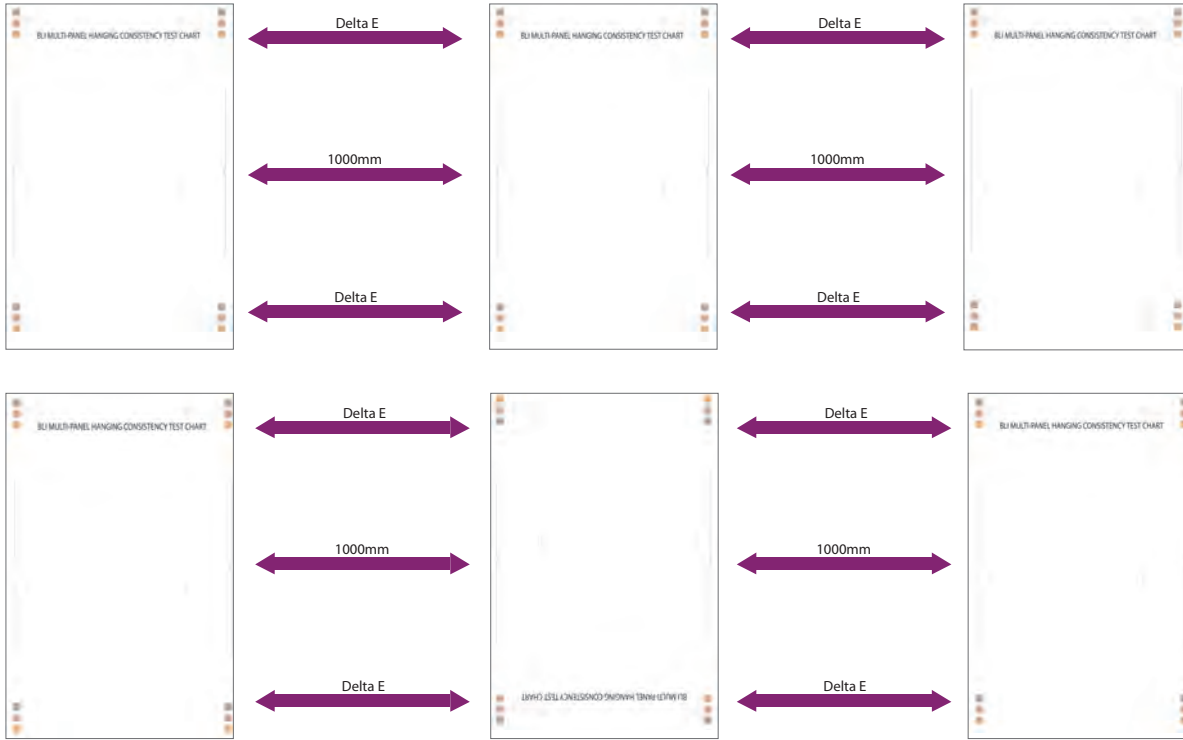 Delta E
Delta E
BLI MULTI-PANEL HANGING CONSISTENCY TEST CHART
BLI MULTI-PANEL HANGING CONSISTENCY TEST CHART
BLI MULTI-PANEL HANGING CONSISTENCY TEST CHART
1000mm
1000mm
Delta E
Delta E
Delta E
Delta E
BLI MULTI-PANEL HANGING CONSISTENCY TEST CHART
BLI MULTI-PANEL HANGING CONSISTENCY TEST CHART
1000mm
1000mm
Delta E
Delta E
BLI MULTI-PANEL HANGING CONSISTENCY TEST CHART